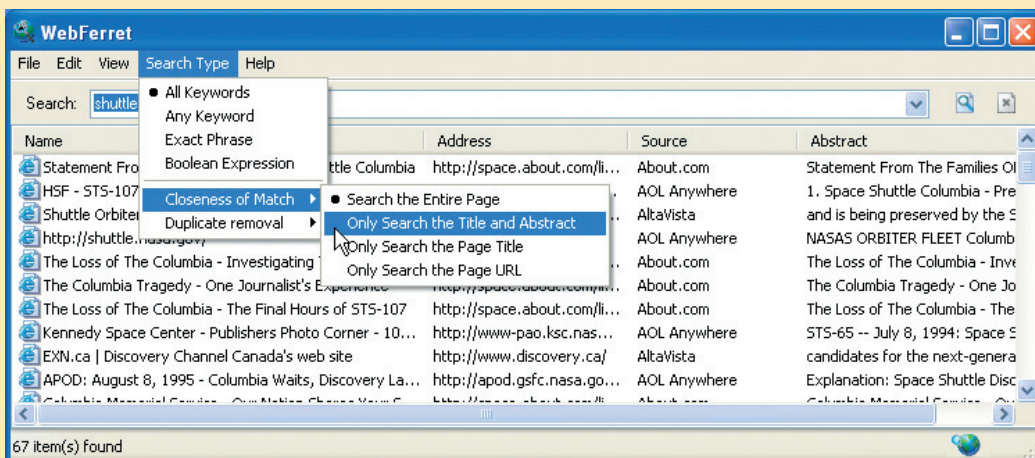 WebFerret
File Edit View Search Type Help
Search: shuttle
All Keywords
Any Keyword
Exact Phrase
Boolean Expression
Closeness of Match
Duplicate removal
Search the Entire Page
Only Search the Title and Abstract
Only Search the Page Title
Only Search the Page URL
Name Address Source Abstract
Statement Fro ttle Columbia http://space.about.com/li... About.com Statement From The Families Of
HSF - STS-107 AOL Anywhere 1. Space Shuttle Columbia - Pre
Shuttle Orbiter AltaVista and is being preserved by the S
http://shuttle.nasa.gov/ AOL Anywhere NASAS ORBITER FLEET Columb
The Loss of The Columbia - Investigating About.com The Loss of The Columbia - Inve
The Columbia Tragedy - One Journalist's Experience http://space.about.com/li... About.com The Columbia Tragedy - One Jo
The Loss of The Columbia - The Final Hours of STS-107 http://space.about.com/li... About.com The Loss of The Columbia - The
Kennedy Space Center - Publishers Photo Corner - 10... http://www-pao.ksc.nas... AOL Anywhere STS-65 -- July 8, 1994: Space S
EXN.ca | Discovery Channel Canada's web site http://www.discovery.ca/ AltaVista candidates for the next-genera
APOD: August 8, 1995 - Columbia Waits, Discovery La... http://apod.gsfc.nasa.go... AOL Anywhere Explanation: Space Shuttle Disc
67 item(s) found